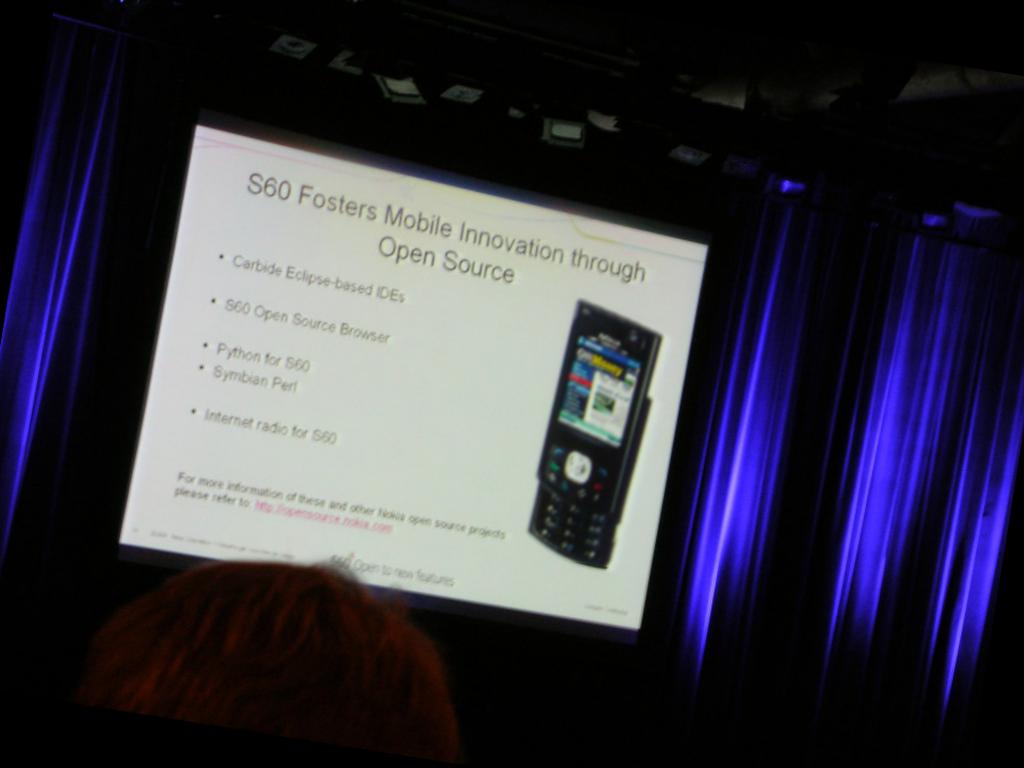 S60 Fosters Mobile Innovation through
Open Source
• Carbide Eclipse-based IDEs
• S60 Open Source Browser
• Python for S60
• Symbian Perl
• Internet radio for S60
For more information of these and other Nokia open source projects
please refer to: http://opensource.nokia.com
S60 Open to new features